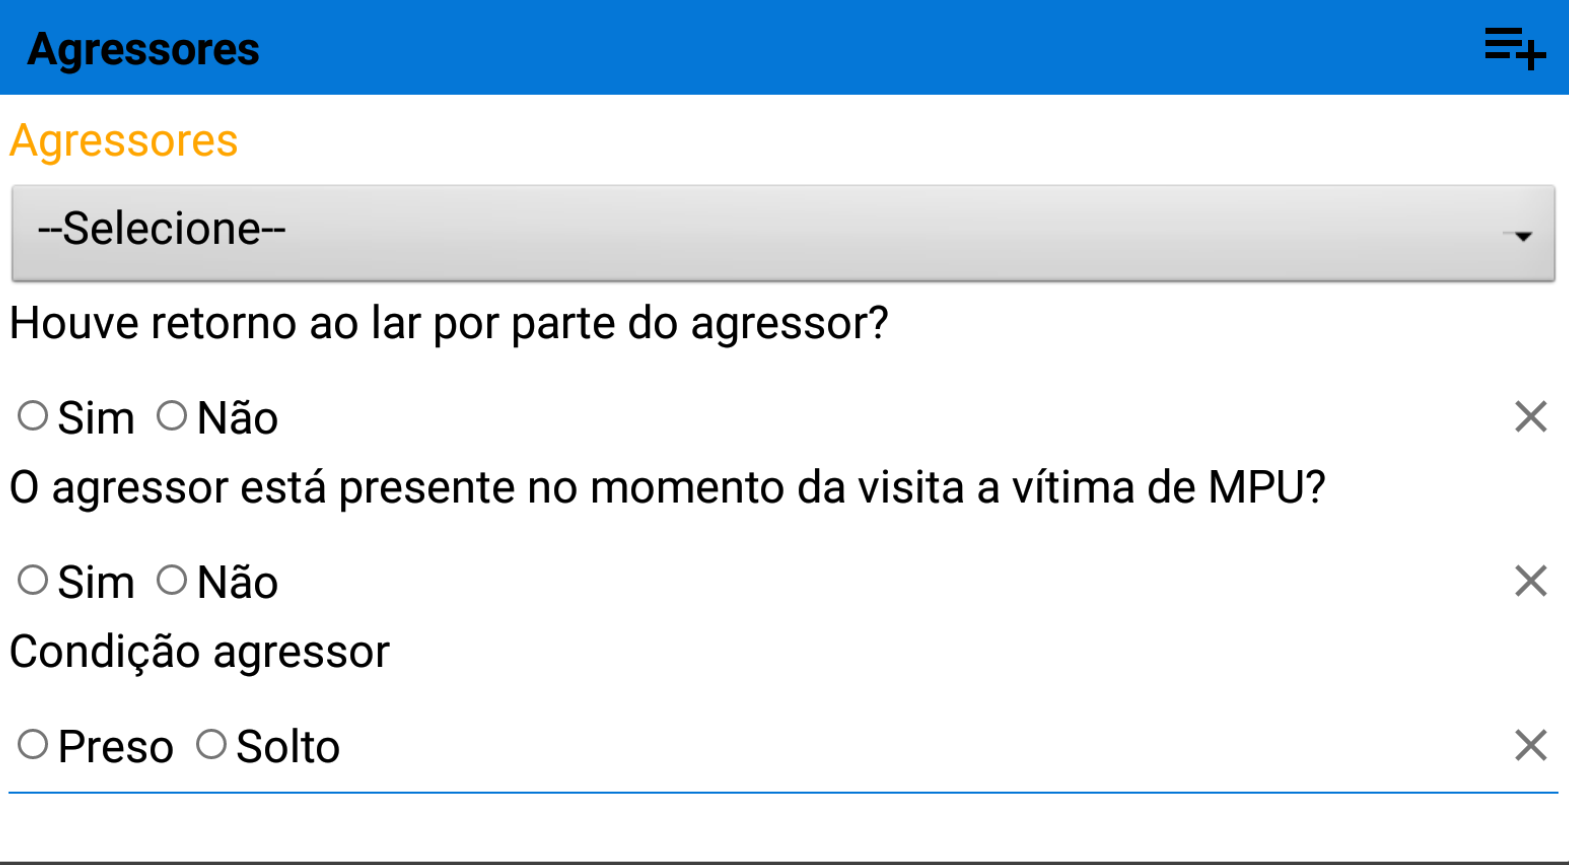 Agressores
Agressores
--Selecione--
Houve retorno ao lar por parte do agressor?
Sim Não
O agressor está presente no momento da visita a vítima de MPU?
Sim Não
Condição agressor
Preso Solto